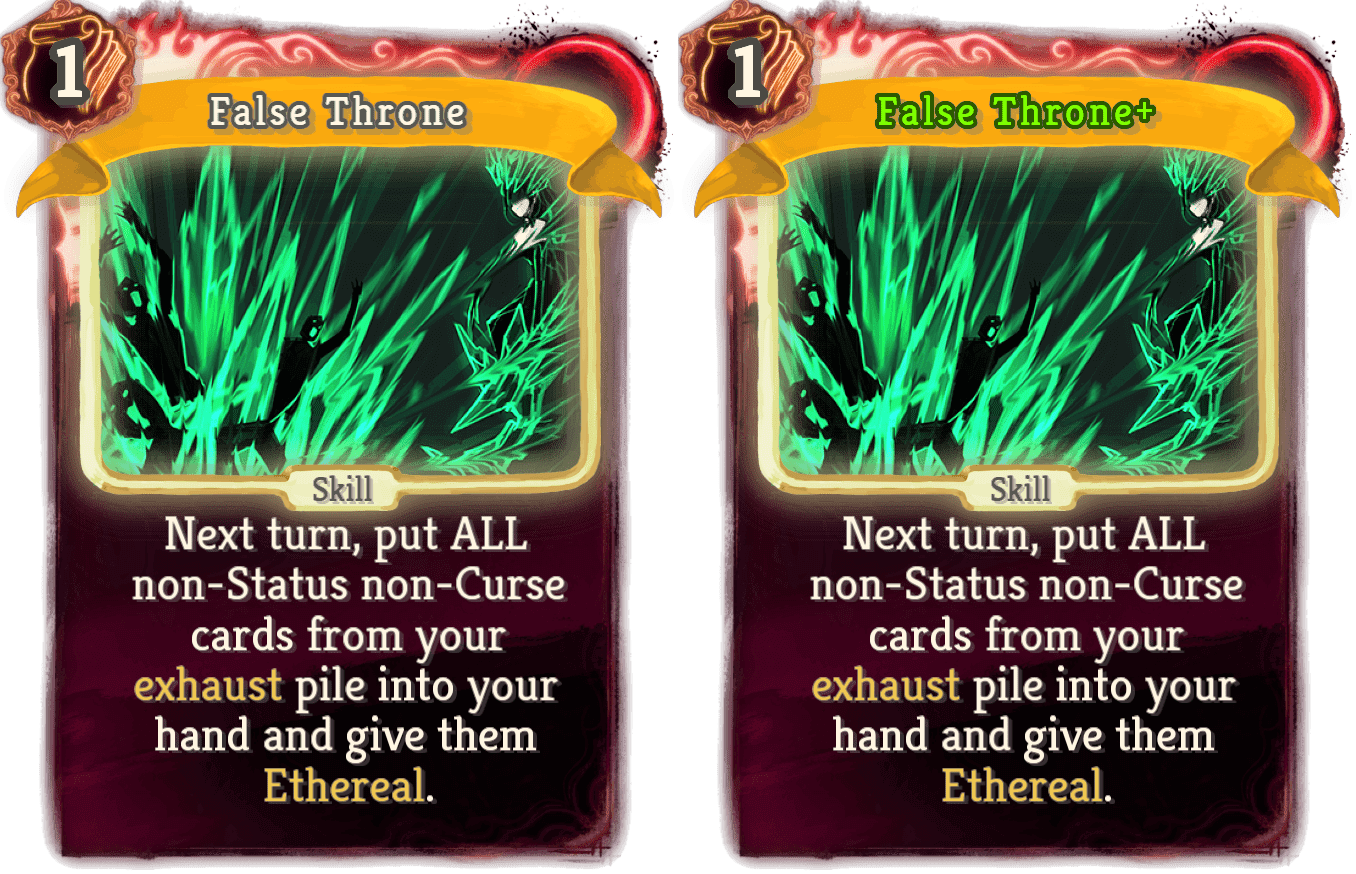 1
False Throne
Skill
Next turn, put ALL
non-Status non-Curse
cards from your
exhaust pile into your
hand and give them
Ethereal.
1
False Throne+
Skill
Next turn, put ALL
non-Status non-Curse
cards from your
exhaust pile into your
hand and give them
Ethereal.